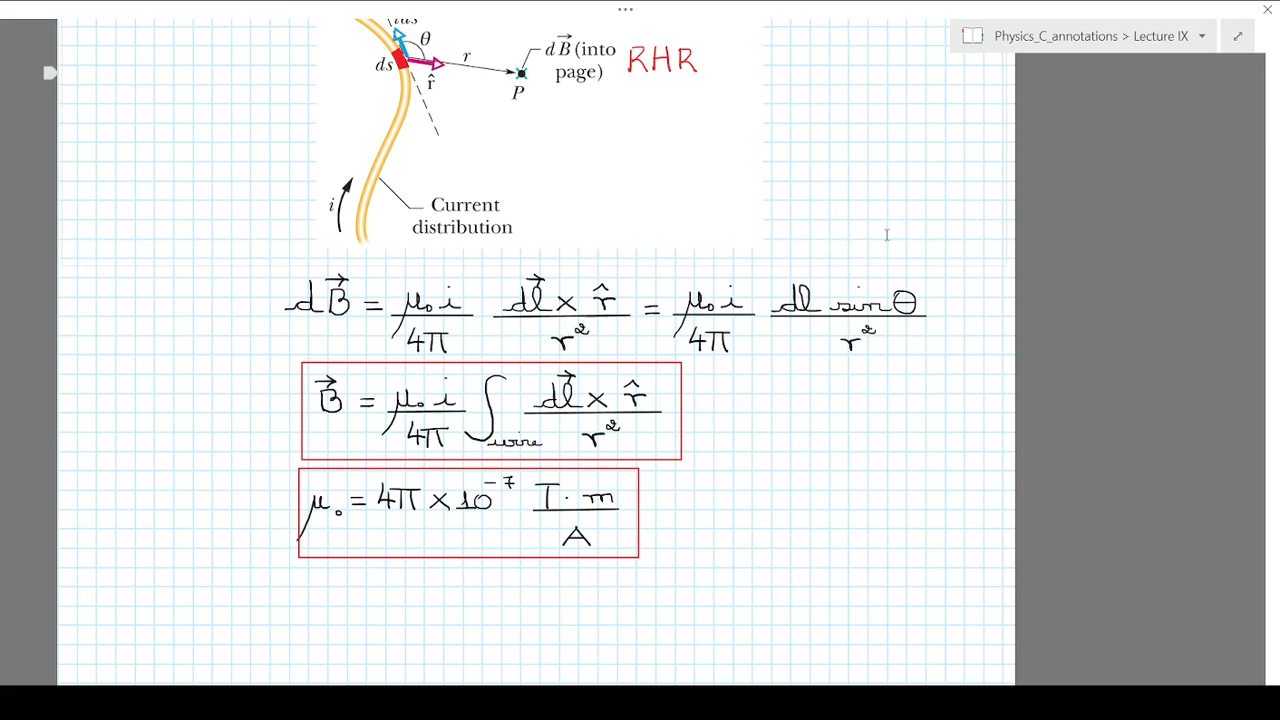 Physics_C_annotations > Lecture IX
ids
θ
ds
r̂
r
dB⃗ (into page)
RHR
P
i
Current distribution
dB⃗ = μ₀i/4π dl⃗ × r̂/r² = μ₀i/4π dl sinθ/r²
B⃗ = μ₀i/4π ∫wire dl⃗ × r̂/r²
μ₀ = 4π × 10⁻⁷ T·m/A